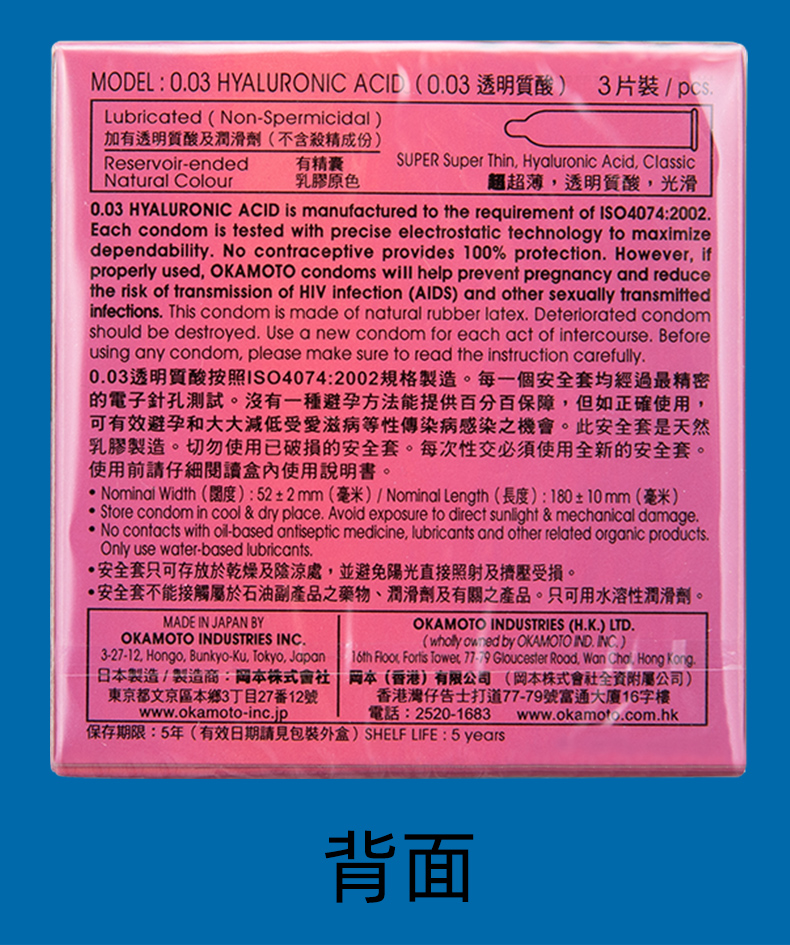 MODEL : 0.03 HYALURONIC ACID ( 0.03 透明質酸 ) 3片裝 / pcs.
Lubricated ( Non-Spermicidal )
加有透明質酸及潤滑劑 ( 不含殺精成份 )
Reservoir-ended 有精囊
Natural Colour 乳膠原色
SUPER Super Thin, Hyaluronic Acid, Classic
超超薄，透明質酸，光滑
0.03 HYALURONIC ACID is manufactured to the requirement of ISO4074:2002.
Each condom is tested with precise electrostatic technology to maximize
dependability. No contraceptive provides 100% protection. However, if
properly used, OKAMOTO condoms will help prevent pregnancy and reduce
the risk of transmission of HIV infection (AIDS) and other sexually transmitted
infections. This condom is made of natural rubber latex. Deteriorated condom
should be destroyed. Use a new condom for each act of intercourse. Before
using any condom, please make sure to read the instruction carefully.
0.03透明質酸按照ISO4074:2002規格製造。每一個安全套均經過最精密
的電子針孔測試。沒有一種避孕方法能提供百分百保障，但如正確使用，
可有效避孕和大大減低受愛滋病等性傳染病感染之機會。此安全套是天然
乳膠製造。切勿使用已破損的安全套。每次性交必須使用全新的安全套。
使用前請仔細閱讀盒內使用說明書。
• Nominal Width ( 闊度 ) : 52 ± 2 mm ( 毫米 ) / Nominal Length ( 長度 ) : 180 ± 10 mm ( 毫米 )
• Store condom in cool & dry place. Avoid exposure to direct sunlight & mechanical damage.
• No contacts with oil-based antiseptic medicine, lubricants and other related organic products.
Only use water-based lubricants.
•安全套只可存放於乾燥及陰涼處，並避免陽光直接照射及擠壓受損。
•安全套不能接觸屬於石油副產品之藥物、潤滑劑及有關之產品。只可用水溶性潤滑劑。
MADE IN JAPAN BY
OKAMOTO INDUSTRIES INC.
3-27-12, Hongo, Bunkyo-Ku, Tokyo, Japan
日本製造 / 製造商：岡本株式會社
東京都文京區本鄉3丁目27番12號
www.okamoto-inc.jp
OKAMOTO INDUSTRIES (H.K.) LTD.
( wholly owned by OKAMOTO IND. INC. )
16th Floor, Fortis Tower, 77-79 Gloucester Road, Wan Chai, Hong Kong.
岡本（香港）有限公司 （岡本株式會社全資附屬公司）
香港灣仔告士打道77-79號富通大廈16字樓
電話：2520-1683 www.okamoto.com.hk
保存期限：5年 ( 有效日期請見包裝外盒 ) SHELF LIFE : 5 years
背面